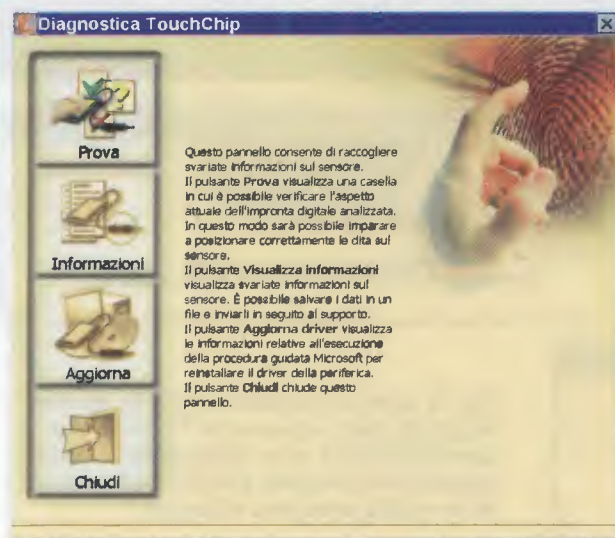 Diagnostica TouchChip
Prova
Informazioni
Aggiorna
Chiudi
Questo pannello consente di raccogliere
svariate informazioni sul sensore.
Il pulsante Prova visualizza una casella
in cui è possibile verificare l'aspetto
attuale dell'impronta digitale analizzata.
In questo modo sarà possibile imparare
a posizionare correttamente le dita sul
sensore.
Il pulsante Visualizza informazioni
visualizza svariate informazioni sul
sensore. È possibile salvare i dati in un
file e inviarli in seguito al supporto.
Il pulsante Aggiorna driver visualizza
le informazioni relative all'esecuzione
della procedura guidata Microsoft per
reinstallare il driver della periferica.
Il pulsante Chiudi chiude questo
pannello.